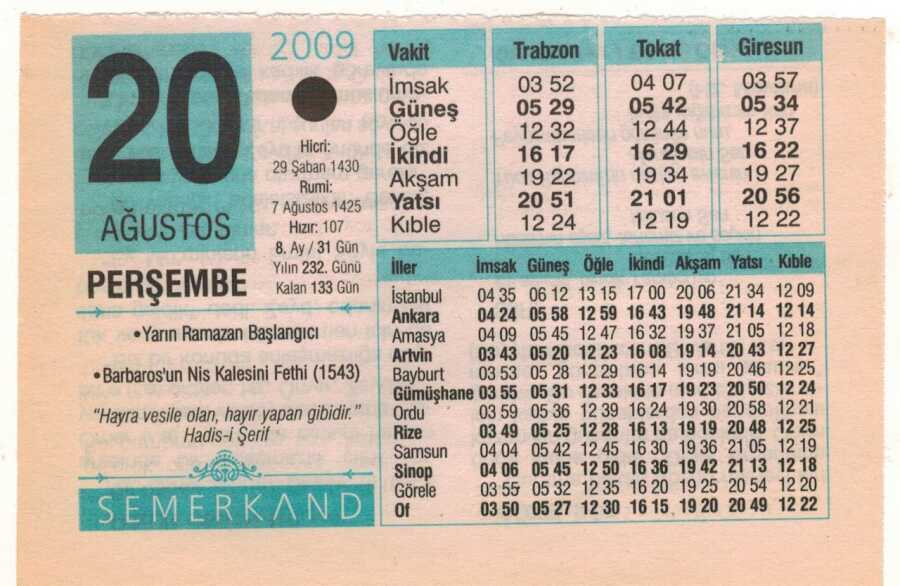 20
AĞUSTOS
PERŞEMBE
2009
Hicri:
29 Şaban 1430
Rumi:
7 Ağustos 1425
Hızır: 107
8. Ay / 31 Gün
Yılın 232. Günü
Kalan 133 Gün
•Yarın Ramazan Başlangıcı
•Barbaros'un Nis Kalesini Fethi (1543)
"Hayra vesile olan, hayır yapan gibidir."
Hadis-i Şerif
SEMERKAND
Vakit Trabzon Tokat Giresun
İmsak 03 52 04 07 03 57
Güneş 05 29 05 42 05 34
Öğle 12 32 12 44 12 37
İkindi 16 17 16 29 16 22
Akşam 19 22 19 34 19 27
Yatsı 20 51 21 01 20 56
Kıble 12 24 12 19 12 22
İller İmsak Güneş Öğle İkindi Akşam Yatsı Kıble
İstanbul 04 35 06 12 13 15 17 00 20 06 21 34 12 09
Ankara 04 24 05 58 12 59 16 43 19 48 21 14 12 14
Amasya 04 09 05 45 12 47 16 32 19 37 21 05 12 18
Artvin 03 43 05 20 12 23 16 08 19 14 20 43 12 27
Bayburt 03 53 05 28 12 29 16 14 19 19 20 46 12 25
Gümüşhane 03 55 05 31 12 33 16 17 19 23 20 50 12 24
Ordu 03 59 05 36 12 39 16 24 19 30 20 58 12 21
Rize 03 49 05 25 12 28 16 13 19 19 20 48 12 25
Samsun 04 04 05 42 12 45 16 30 19 36 21 05 12 19
Sinop 04 06 05 45 12 50 16 36 19 42 21 13 12 18
Görele 03 55 05 32 12 35 16 20 19 25 20 54 12 20
Of 03 50 05 27 12 30 16 15 19 20 20 49 12 22